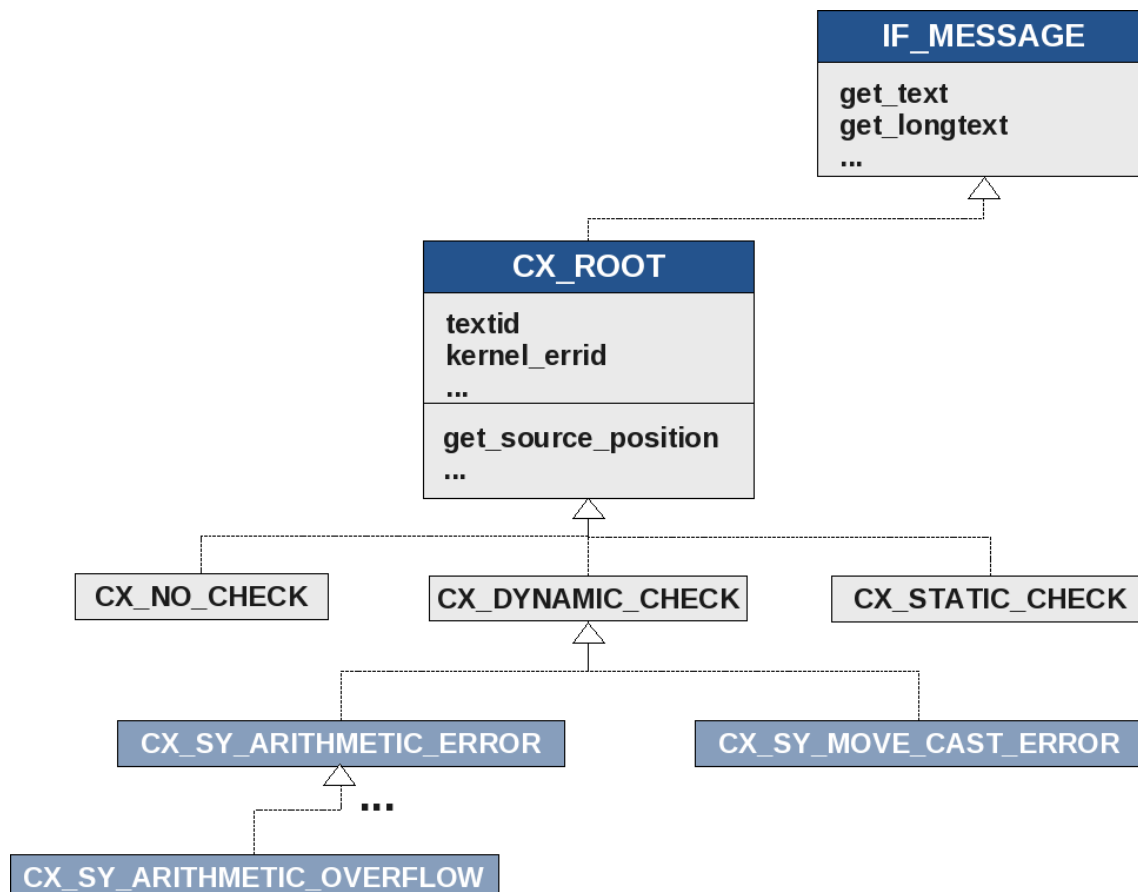 IF_MESSAGE
get_text
get_longtext
...
CX_ROOT
textid
kernel_errid
...
get_source_position
...
CX_NO_CHECK
CX_DYNAMIC_CHECK
CX_STATIC_CHECK
CX_SY_ARITHMETIC_ERROR
CX_SY_MOVE_CAST_ERROR
...
CX_SY_ARITHMETIC_OVERFLOW